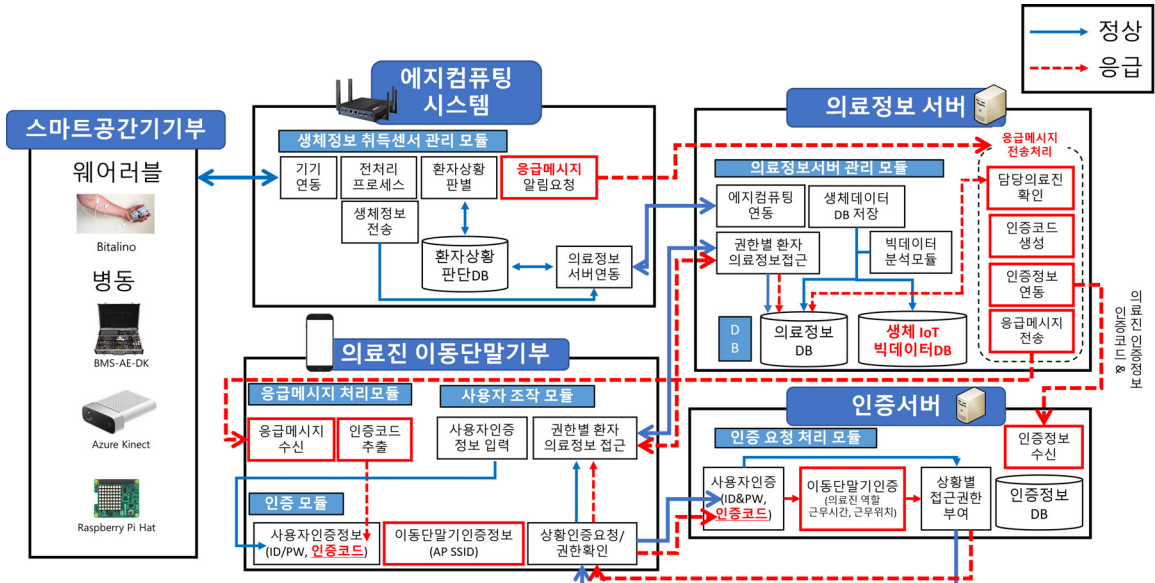 정상
응급
스마트공간기기부
웨어러블
Bitalino
병동
BMS-AE-DK
Azure Kinect
Raspberry Pi Hat
에지컴퓨팅
시스템
생체정보 취득센서 관리 모듈
기기
연동
전처리
프로세스
환자상황
판별
응급메시지
알림요청
생체정보
전송
환자상황
판단DB
의료정보
서버연동
의료정보 서버
의료정보서버 관리 모듈
에지컴퓨팅
연동
생체데이터
DB 저장
권한별 환자
의료정보접근
빅데이터
분석모듈
DB
의료정보
DB
생체 IoT
빅데이터DB
응급메시지
전송처리
담당의료진
확인
인증코드
생성
인증정보
연동
응급메시지
전송
의료진 인증정보
인증코드 &
의료진 이동단말기부
응급메시지 처리모듈
응급메시지
수신
인증코드
추출
사용자 조작 모듈
사용자인증
정보 입력
권한별 환자
의료정보 접근
인증 모듈
사용자인증정보
(ID/PW, 인증코드)
이동단말기인증정보
(AP SSID)
상황인증요청/
권한확인
인증서버
인증 요청 처리 모듈
사용자인증
(ID&PW,
인증코드)
이동단말기인증
(의료진 역할
근무시간, 근무위치)
상황별
접근권한
부여
인증정보
수신
인증정보
DB